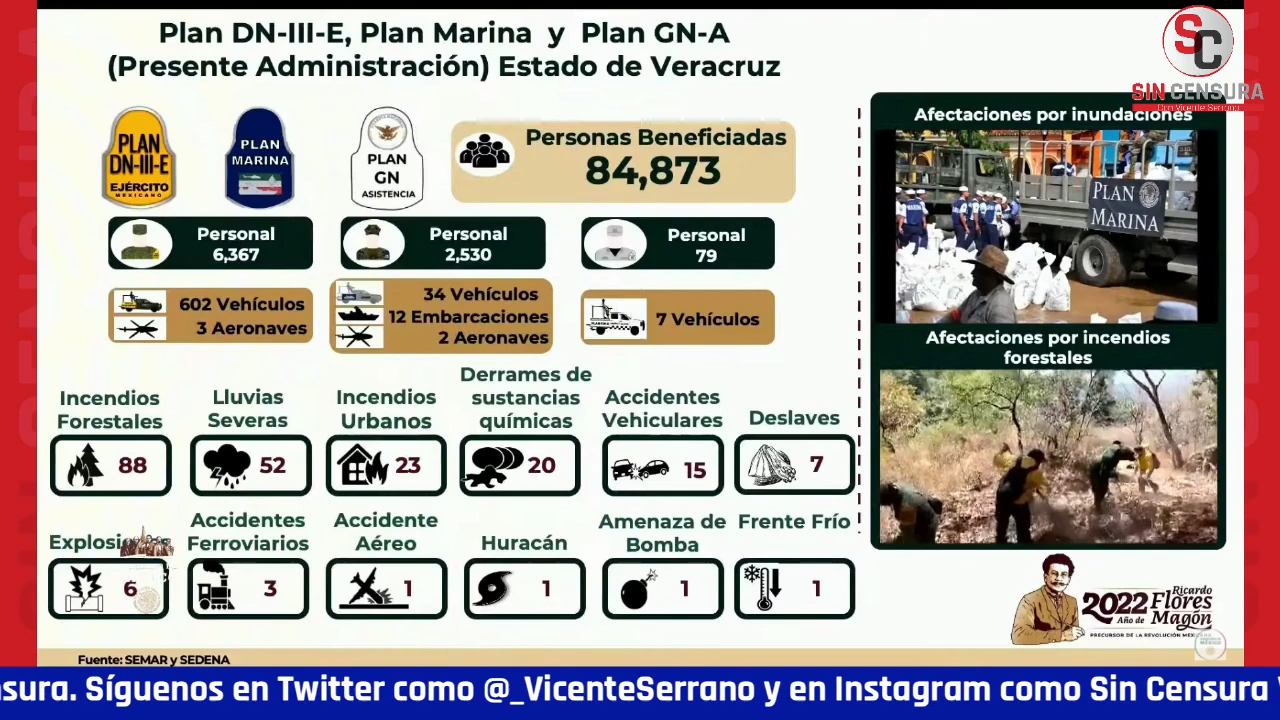 Plan DN-III-E, Plan Marina y Plan GN-A
(Presente Administración) Estado de Veracruz
SC
SIN CENSURA
Con Vicente Serrano
PLAN
DN-III-E
EJÉRCITO
MEXICANO
PLAN
MARINA
PLAN
GN
ASISTENCIA
Personas Beneficiadas
84,873
Personal
6,367
Personal
2,530
Personal
79
602 Vehículos
3 Aeronaves
34 Vehículos
12 Embarcaciones
2 Aeronaves
7 Vehículos
Afectaciones por inundaciones
PLAN
MARINA
Afectaciones por incendios
forestales
Incendios
Forestales
88
Lluvias
Severas
52
Incendios
Urbanos
23
Derrames de
sustancias
químicas
20
Accidentes
Vehiculares
15
Deslaves
7
6
Accidentes
Ferroviarios
3
Accidente
Aéreo
1
Huracán
1
Amenaza de
Bomba
1
Frente Frío
1
2022 Ricardo
Flores
Año de Magón
PRECURSOR DE LA REVOLUCIÓN
Fuente: SEMAR y SEDENA
nsura. Síguenos en Twitter como @_VicenteSerrano y en Instagram como Sin Censura